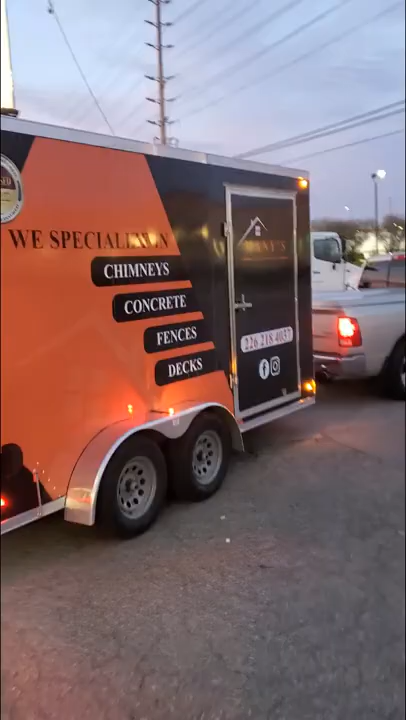 WE SPECIALIZE IN
CHIMNEYS
CONCRETE
FENCES
DECKS
226 218 4037